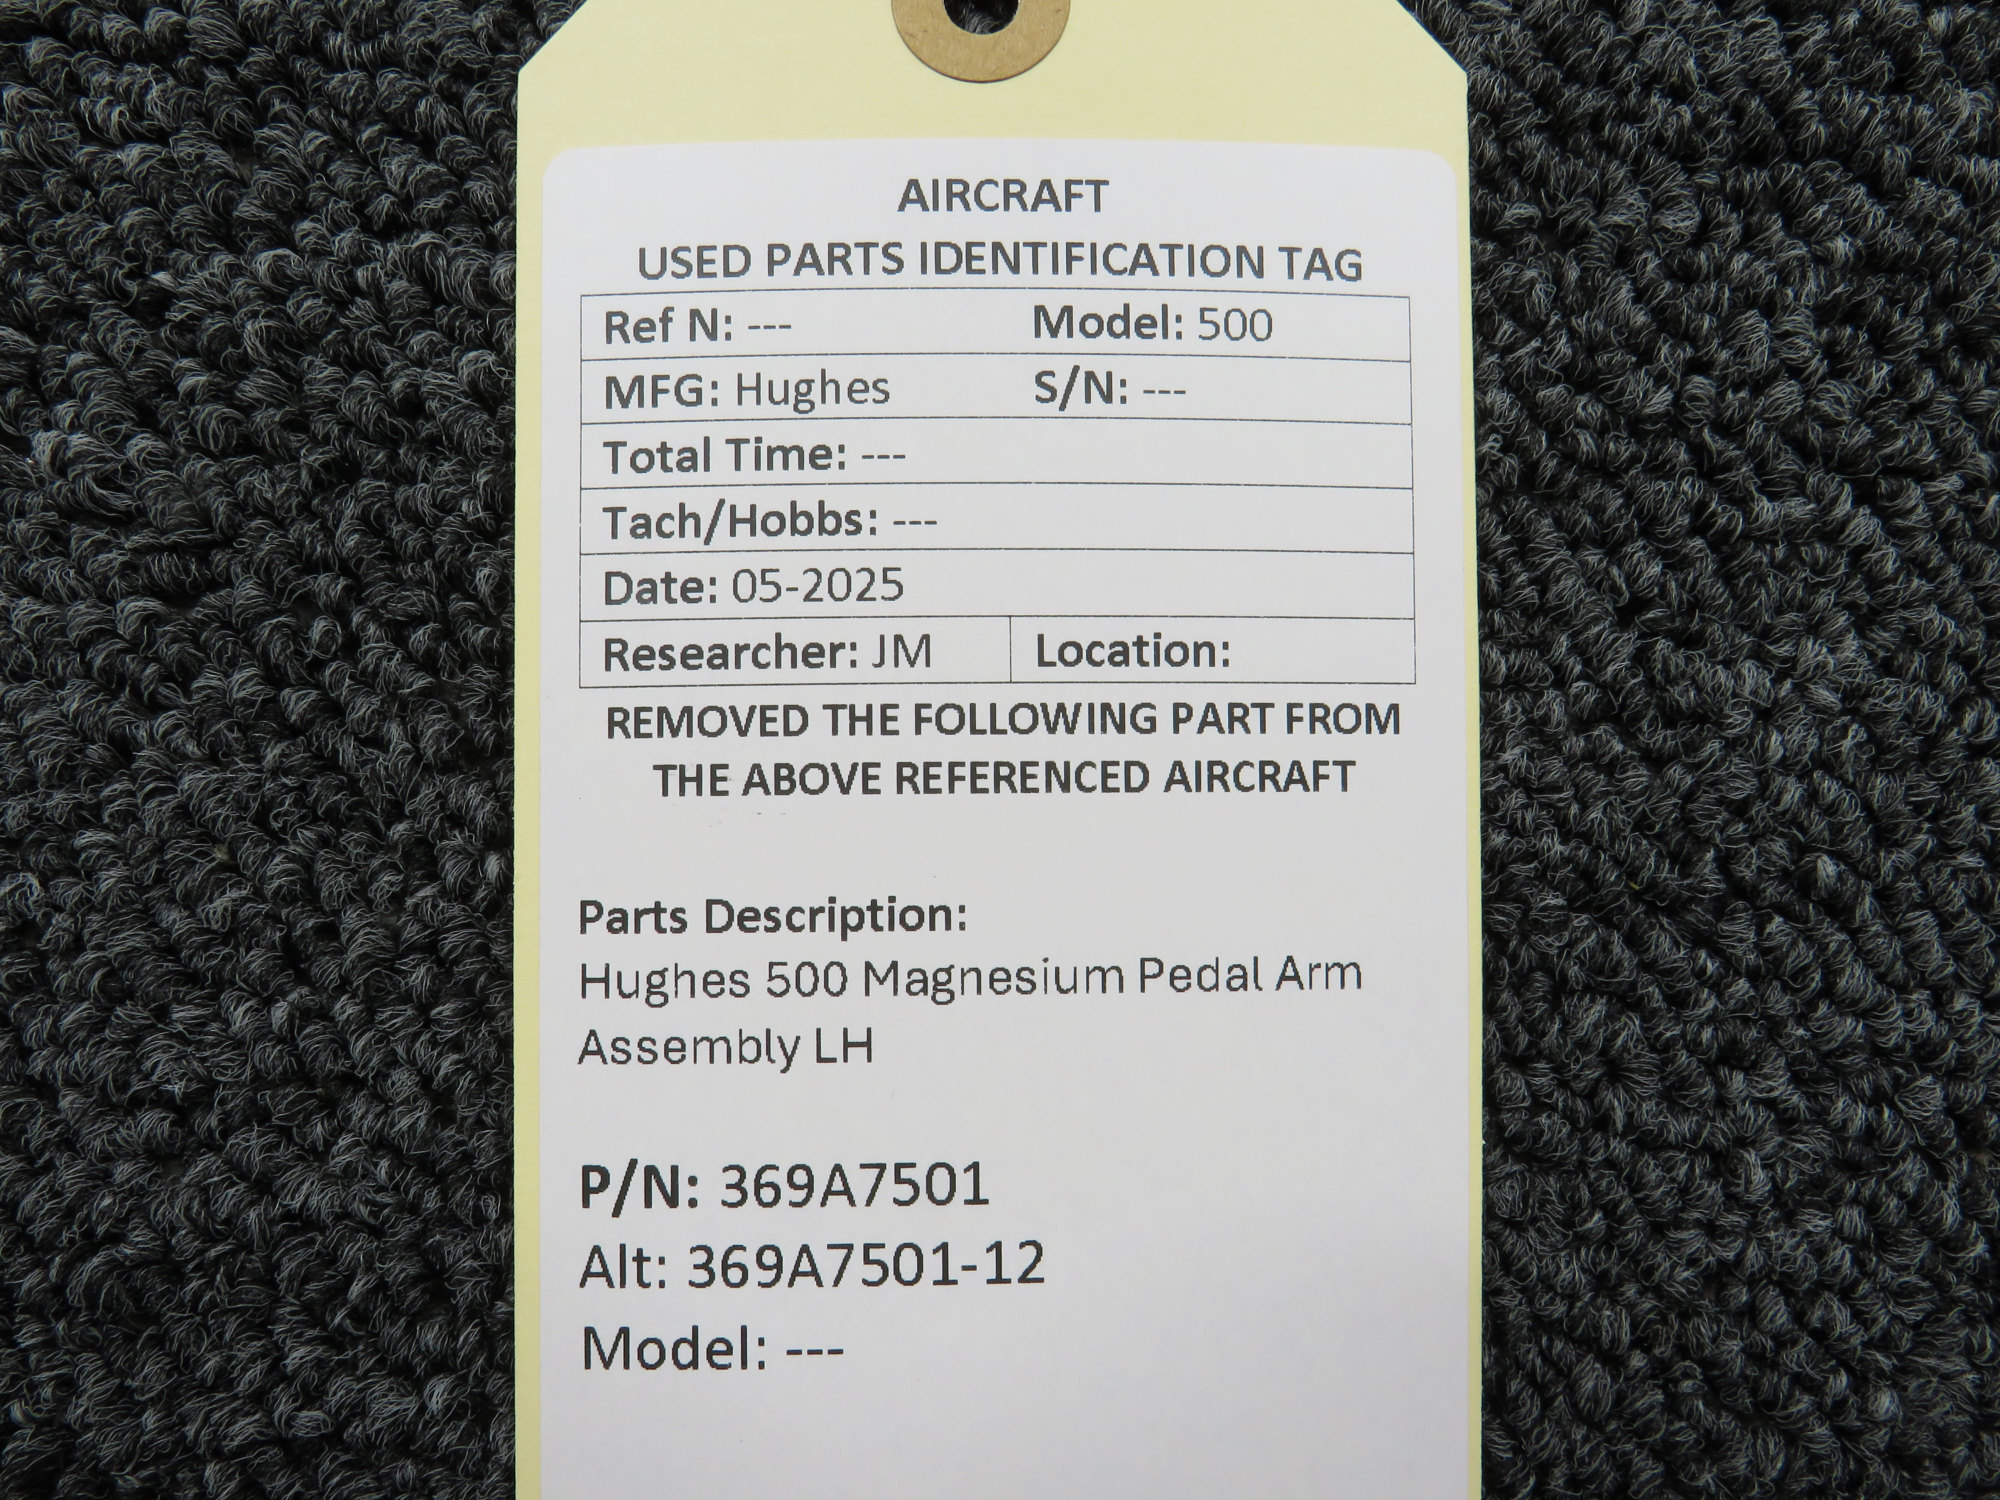 AIRCRAFT
USED PARTS IDENTIFICATION TAG
Ref N: --- Model: 500
MFG: Hughes S/N: ---
Total Time: ---
Tach/Hobbs: ---
Date: 05-2025
Researcher: JM Location:
REMOVED THE FOLLOWING PART FROM
THE ABOVE REFERENCED AIRCRAFT
Parts Description:
Hughes 500 Magnesium Pedal Arm
Assembly LH
P/N: 369A7501
Alt: 369A7501-12
Model: ---